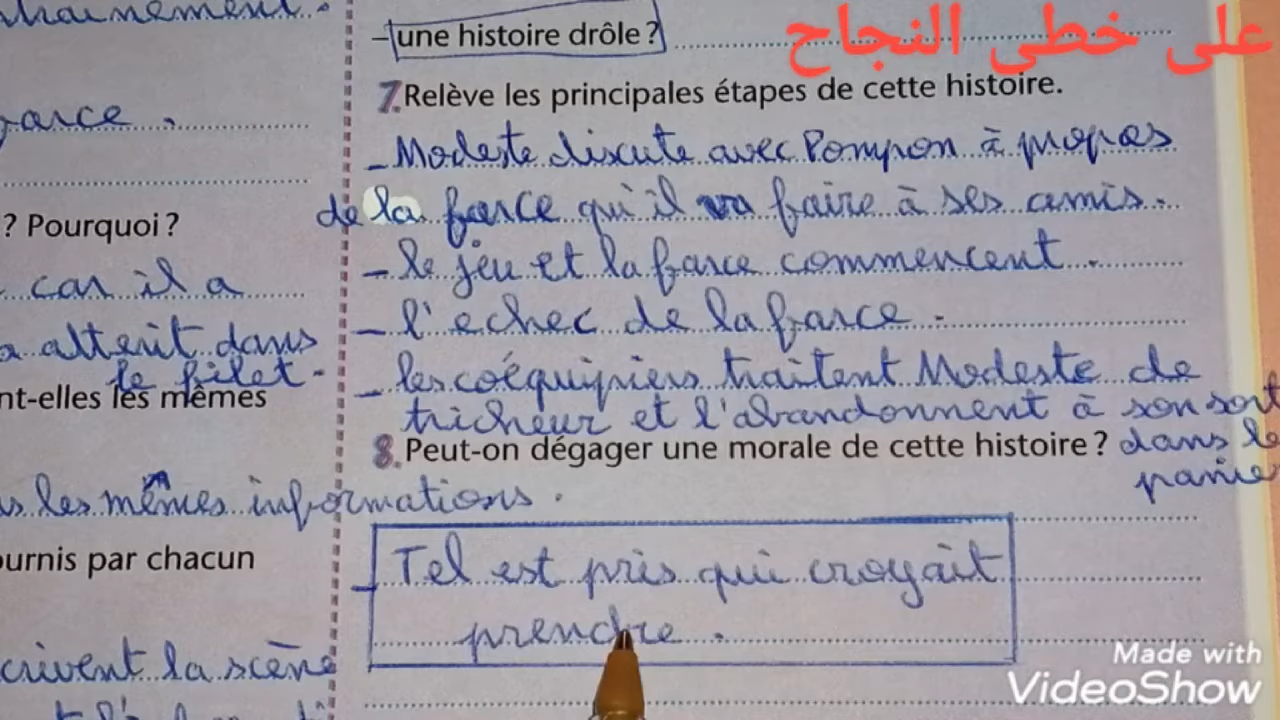 une histoire drôle ?
على خطى النجاح
7. Relève les principales étapes de cette histoire.
- Modeste discute avec Pompon à propos
de la farce qu'il va faire à ses amis.
- le jeu et la farce commencent.
- l'echec de la farce.
- les coéquipiers traitent Modeste de
tricheur et l'abandonnent à son sort
8. Peut-on dégager une morale de cette histoire ? dans le
panier
- Tel est pris qui croyait
prendre.
farce.
? Pourquoi ?
car il a
atterit dans
le filet.
nt-elles les mêmes
les mêmes informations.
ournis par chacun
crivent la scène
Made with
VideoShow